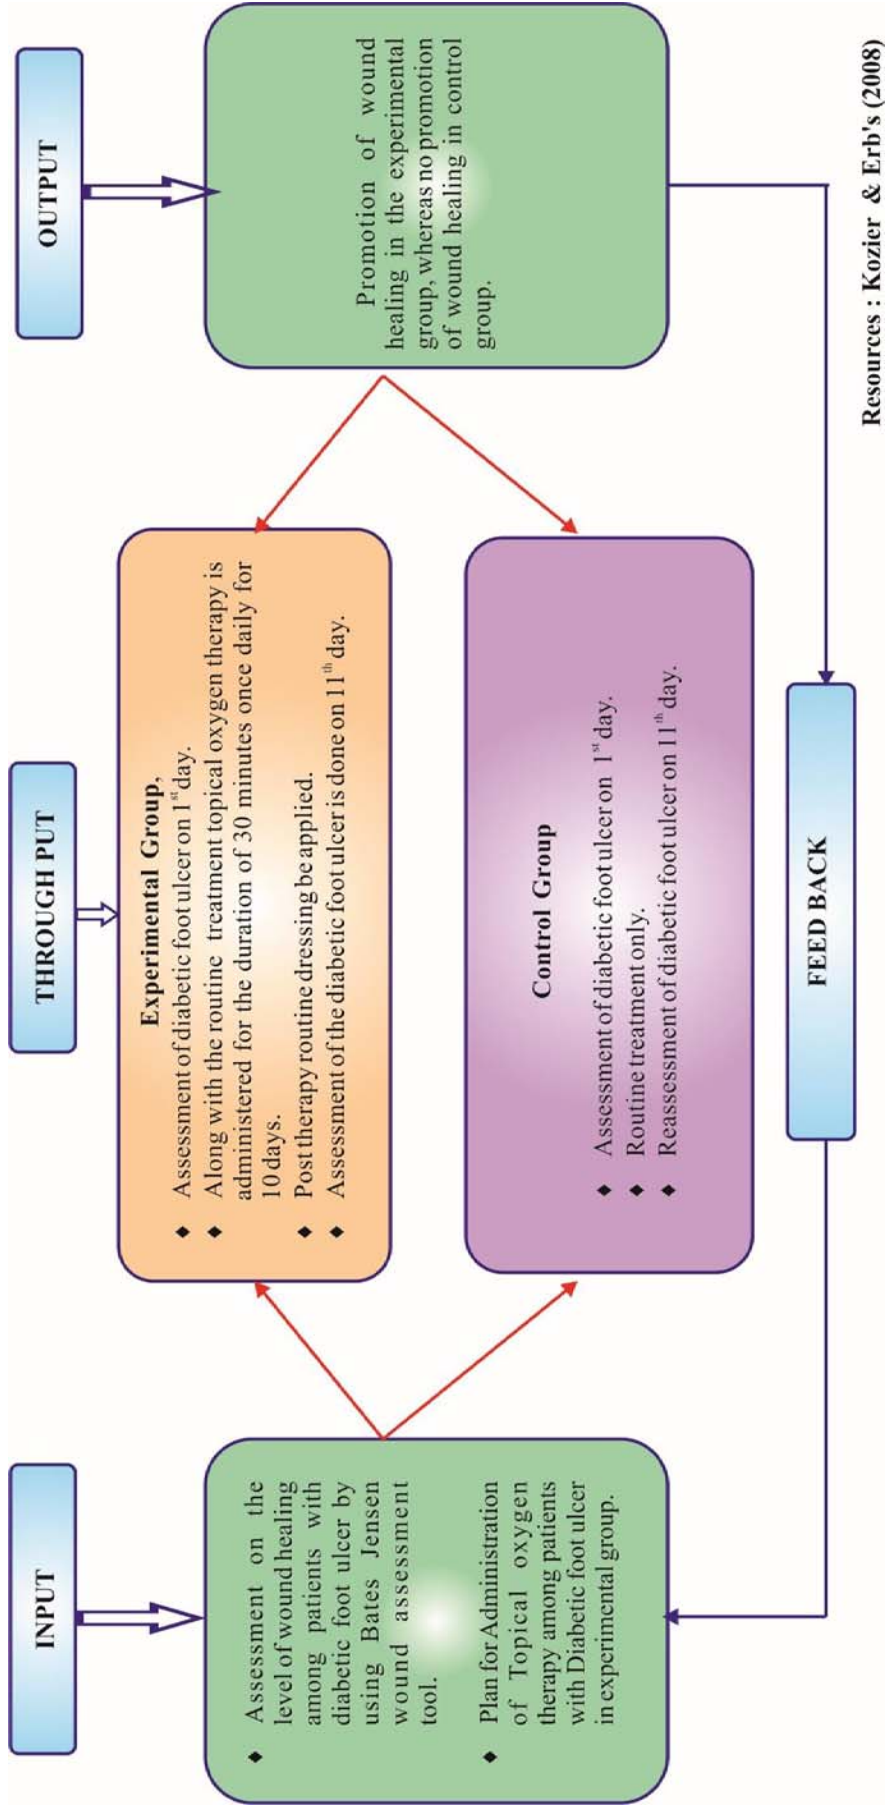 INPUT
◆ Assessment on the
level of wound healing
among patients with
diabetic foot ulcer by
using Bates Jensen
wound assessment
tool.
◆ Plan for Administration
of Topical oxygen
therapy among patients
with Diabetic foot ulcer
in experimental group.
THROUGH PUT
Experimental Group,
◆ Assessment of diabetic foot ulcer on 1st day.
◆ Along with the routine treatment topical oxygen therapy is
administered for the duration of 30 minutes once daily for
10 days.
◆ Post therapy routine dressing be applied.
◆ Assessment of the diabetic foot ulcer is done on 11th day.
Control Group
◆ Assessment of diabetic foot ulcer on 1st day.
◆ Routine treatment only.
◆ Reassessment of diabetic foot ulcer on 11th day.
OUTPUT
Promotion of wound
healing in the experimental
group, whereas no promotion
of wound healing in control
group.
FEED BACK
Resources : Kozier & Erb's (2008)